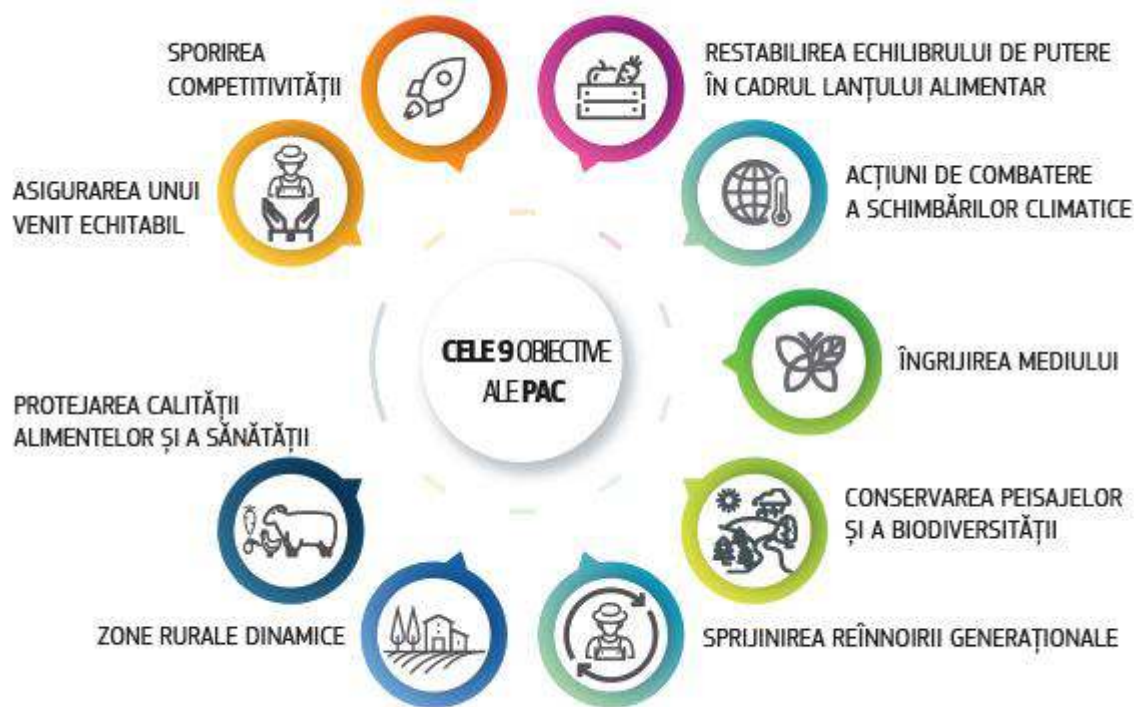 SPORIREA
COMPETITIVITĂȚII
RESTABILIREA ECHILIBRULUI DE PUTERE
ÎN CADRUL LANȚULUI ALIMENTAR
ASIGURAREA UNUI
VENIT ECHITABIL
ACȚIUNI DE COMBATERE
A SCHIMBĂRILOR CLIMATICE
CELE 9 OBIECTIVE
ALE PAC
ÎNGRIJIREA MEDIULUI
PROTEJAREA CALITĂȚII
ALIMENTELOR ȘI A SĂNĂTĂȚII
CONSERVAREA PEISAJELOR
ȘI A BIODIVERSITĂȚII
ZONE RURALE DINAMICE
SPRIJINIREA REÎNNOIRII GENERAȚIONALE